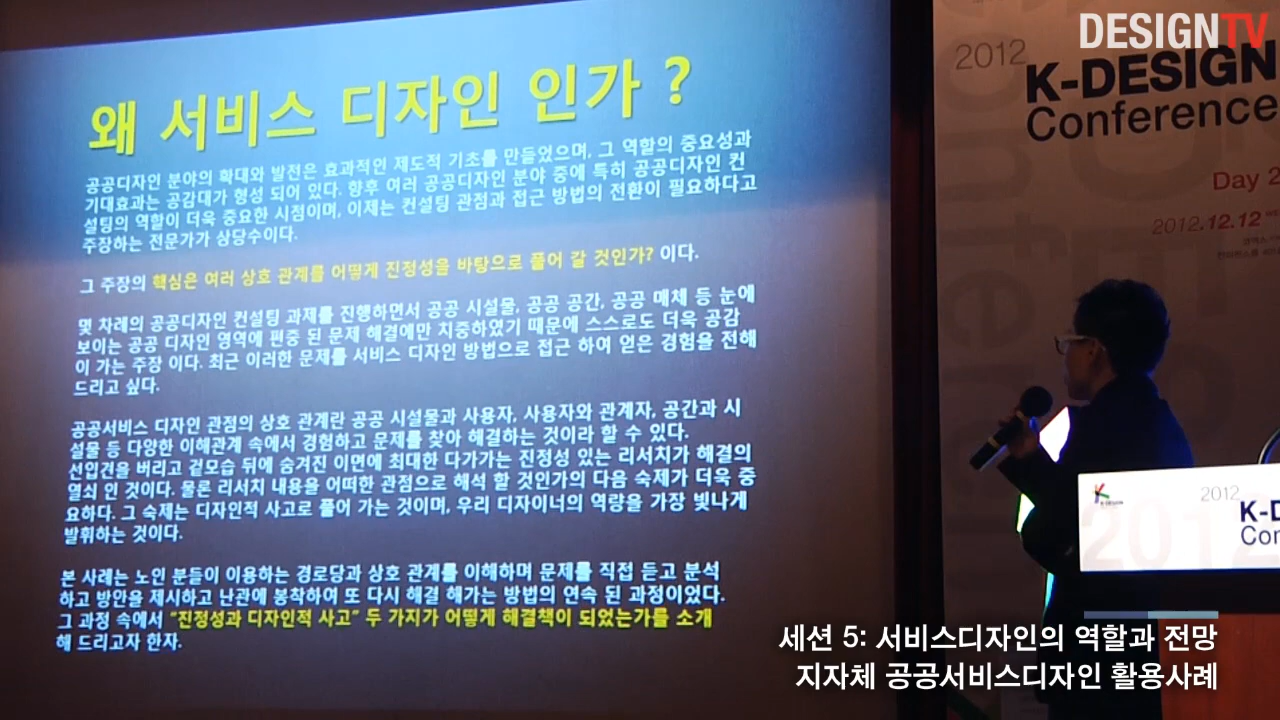 왜 서비스 디자인 인가 ?
공공디자인 분야의 확대와 발전은 효과적인 제도적 기초를 만들었으며, 그 역할의 중요성과
기대효과는 공감대가 형성 되어 있다. 향후 여러 공공디자인 분야 중에 특히 공공디자인 컨
설팅의 역할이 더욱 중요한 시점이며, 이제는 컨설팅 관점과 접근 방법의 전환이 필요하다고
주장하는 전문가가 상당수이다.
그 주장의 핵심은 여러 상호 관계를 어떻게 진정성을 바탕으로 풀어 갈 것인가? 이다.
몇 차례의 공공디자인 컨설팅 과제를 진행하면서 공공 시설물, 공공 공간, 공공 매체 등 눈에
보이는 공공 디자인 영역에 편중 된 문제 해결에만 치중하였기 때문에 스스로도 더욱 공감
이 가는 주장 이다. 최근 이러한 문제를 서비스 디자인 방법으로 접근 하여 얻은 경험을 전해
드리고 싶다.
공공서비스 디자인 관점의 상호 관계란 공공 시설물과 사용자, 사용자와 관계자, 공간과 시
설물 등 다양한 이해관계 속에서 경험하고 문제를 찾아 해결하는 것이라 할 수 있다.
선입견을 버리고 겉모습 뒤에 숨겨진 이면에 최대한 다가가는 진정성 있는 리서치가 해결의
열쇠 인 것이다. 물론 리서치 내용을 어떠한 관점으로 해석 할 것인가의 다음 숙제가 더욱 중
요하다. 그 숙제는 디자인적 사고로 풀어 가는 것이며, 우리 디자이너의 역량을 가장 빛나게
발휘하는 것이다.
본 사례는 노인 분들이 이용하는 경로당과 상호 관계를 이해하며 문제를 직접 듣고 분석
하고 방안을 제시하고 난관에 봉착하여 또 다시 해결 해가는 방법의 연속 된 과정이었다.
그 과정 속에서 "진정성과 디자인적 사고" 두 가지가 어떻게 해결책이 되었는가를 소개
해 드리고자 한자.
DESIGNTV
2012
K-DESIGN
Conference
Day 2
2012.12.12
K-DESIGN
2012
K-D
Con
세션 5: 서비스디자인의 역할과 전망
지자체 공공서비스디자인 활용사례